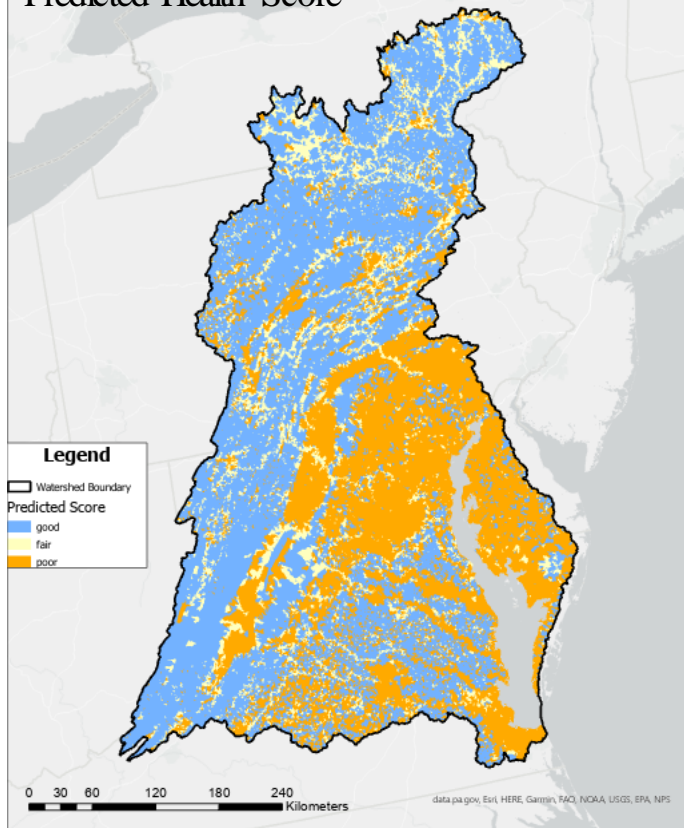 Predicted Health Score
Legend
Watershed Boundary
Predicted Score
good
fair
poor
0 30 60 120 180 240
Kilometers
data.pa.gov, Esri, HERE, Garmin, FAO, NOAA, USGS, EPA, NPS